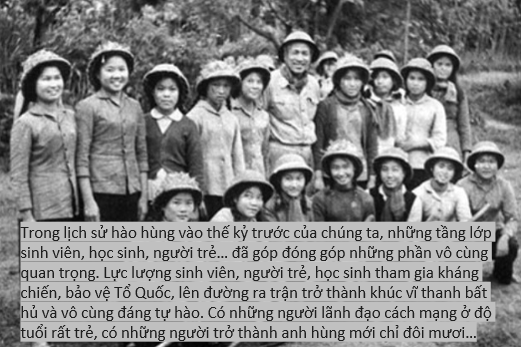 Trong lịch sử hào hùng vào thế kỷ trước của chúng ta, những tầng lớp
sinh viên, học sinh, người trẻ... đã góp đóng góp những phần vô cùng
quan trọng. Lực lượng sinh viên, người trẻ, học sinh tham gia kháng
chiến, bảo vệ Tổ Quốc, lên đường ra trận trở thành khúc vĩ thanh bất
hủ và vô cùng đáng tự hào. Có những người lãnh đạo cách mạng ở độ
tuổi rất trẻ, có những người trở thành anh hùng mới chỉ đôi mươi...